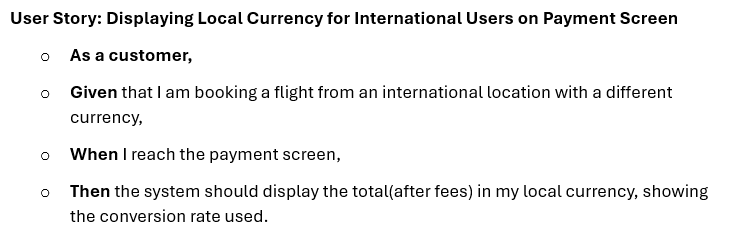 User Story: Displaying Local Currency for International Users on Payment Screen
o As a customer,
o Given that I am booking a flight from an international location with a different
currency,
o When I reach the payment screen,
o Then the system should display the total(after fees) in my local currency, showing
the conversion rate used.